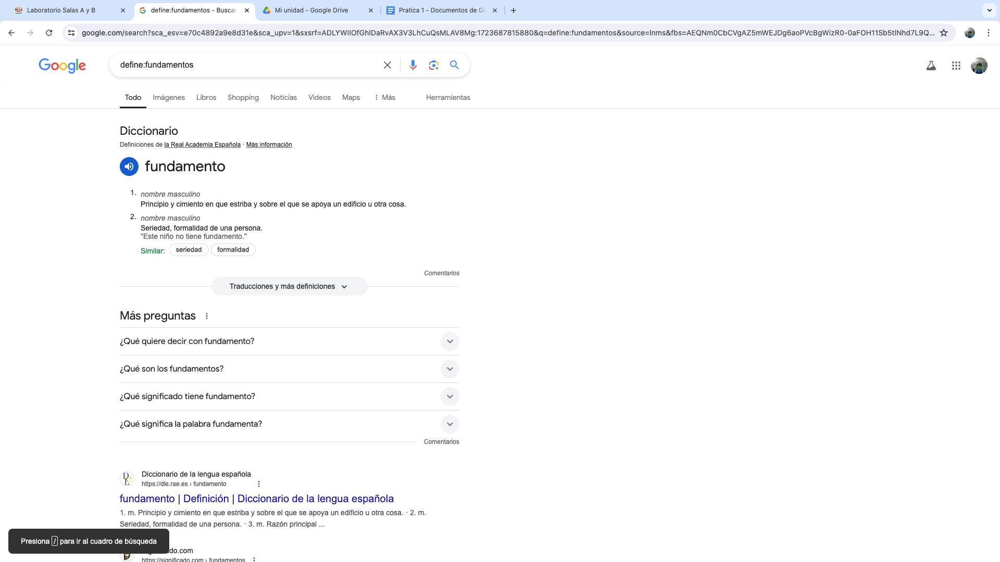 Laboratorio Salas A y B
define:fundamentos - Buscar
Mi unidad - Google Drive
Pratica 1 - Documentos de Go
google.com/search?sca_esv=e70c4892a9e8d31e&sca_upv=1&sxsrf=ADLYWIIOfGhlDaRvAX3V3LhCuQsMLAV8Mg:1723687815880&q=define:fundamentos&source=lnms&fbs=AEQNm0CbCVgAZ5mWEJDg6aoPVcBgWizR0-0aFOH11Sb5tlNhd7L9Q...
Google
define:fundamentos
Todo Imágenes Libros Shopping Noticias Vídeos Maps Más Herramientas
Diccionario
Definiciones de la Real Academia Española · Más información
fundamento
1. nombre masculino
Principio y cimiento en que estriba y sobre el que se apoya un edificio u otra cosa.
2. nombre masculino
Seriedad, formalidad de una persona.
"Este niño no tiene fundamento."
Similar: seriedad formalidad
Comentarios
Traducciones y más definiciones
Más preguntas
¿Qué quiere decir con fundamento?
¿Qué son los fundamentos?
¿Qué significado tiene fundamento?
¿Qué significa la palabra fundamenta?
Comentarios
Diccionario de la lengua española
https://dle.rae.es › fundamento
fundamento | Definición | Diccionario de la lengua española
1. m. Principio y cimiento en que estriba y sobre el que se apoya un edificio u otra cosa. · 2. m.
Seriedad, formalidad de una persona. · 3. m. Razón principal ...
Presiona / para ir al cuadro de búsqueda
do.com
https://significado.com › fundamentos